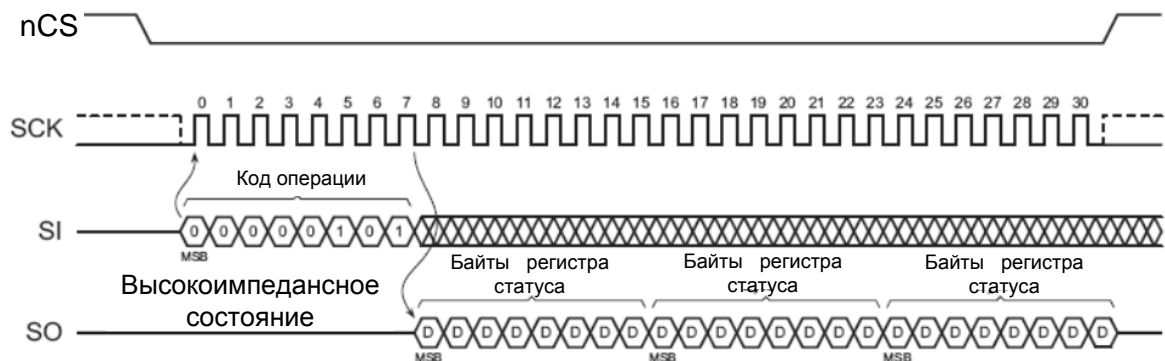 nCS
0 1 2 3 4 5 6 7 8 9 10 11 12 13 14 15 16 17 18 19 20 21 22 23 24 25 26 27 28 29 30
SCK
Код операции
SI 0 0 0 0 0 1 0 1
MSB
Байты регистра статуса
Байты регистра статуса
Байты регистра статуса
Высокоимпедансное
состояние
SO D D D D D D D D D D D D D D D D D D D D D D D D
MSB MSB MSB